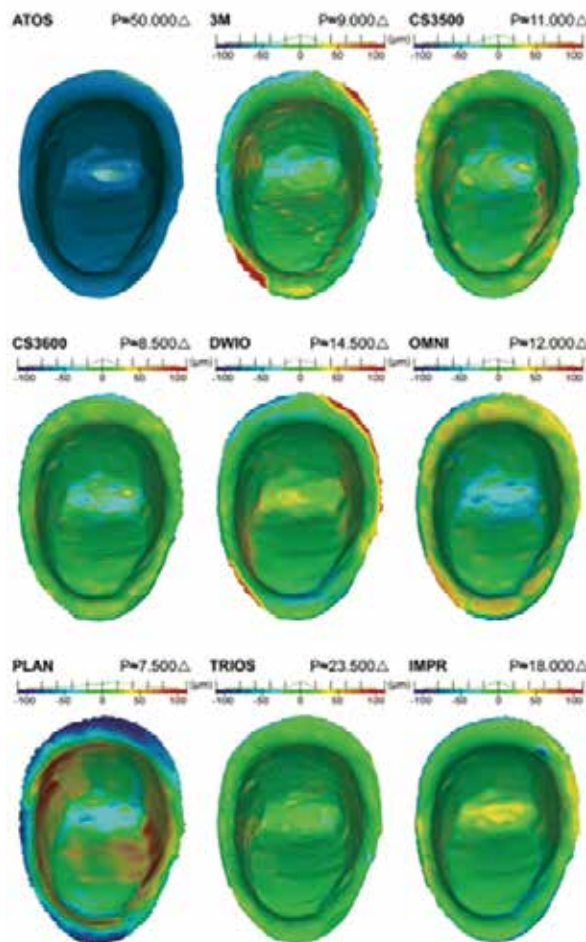 ATOS P≈50.000△ 3M P≈9.000△ CS3500 P≈11.000△
(µm) (µm)
-100 -50 0 50 100 -100 -50 0 50 100
CS3600 P≈8.500△ DWIO P≈14.500△ OMNI P≈12.000△
(µm) (µm) (µm)
-100 -50 0 50 100 -100 -50 0 50 100 -100 -50 0 50 100
PLAN P≈7.500△ TRIOS P≈23.500△ IMPR P≈18.000△
(µm) (µm) (µm)
-100 -50 0 50 100 -100 -50 0 50 100 -100 -50 0 50 100